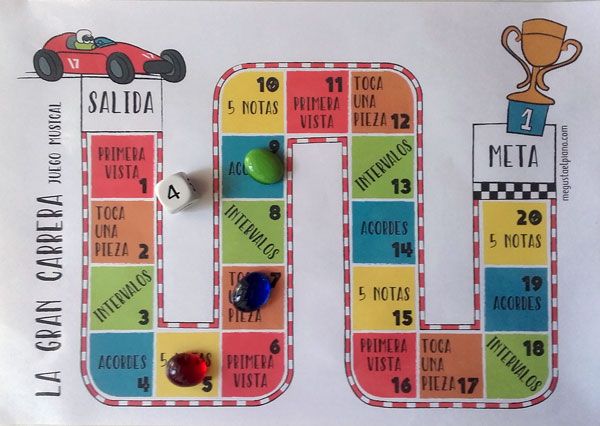 LA GRAN CARRERA JUEGO MUSICAL
17
SALIDA
PRIMERA
VISTA 1
4
TOCA
UNA
PIEZA 2
INTERVALOS
3
ACORDES
4
5
6
PRIMERA
VISTA
7
PIEZA
8
INTERVALOS
9
10
5 NOTAS
11
PRIMERA
VISTA
TOCA
UNA
PIEZA 12
INTERVALOS
13
ACORDES
14
5 NOTAS
15
PRIMERA
VISTA
16
TOCA
UNA
PIEZA 17
INTERVALOS 18
19
ACORDES
20
5 NOTAS
META
1
megustaelpiano.com